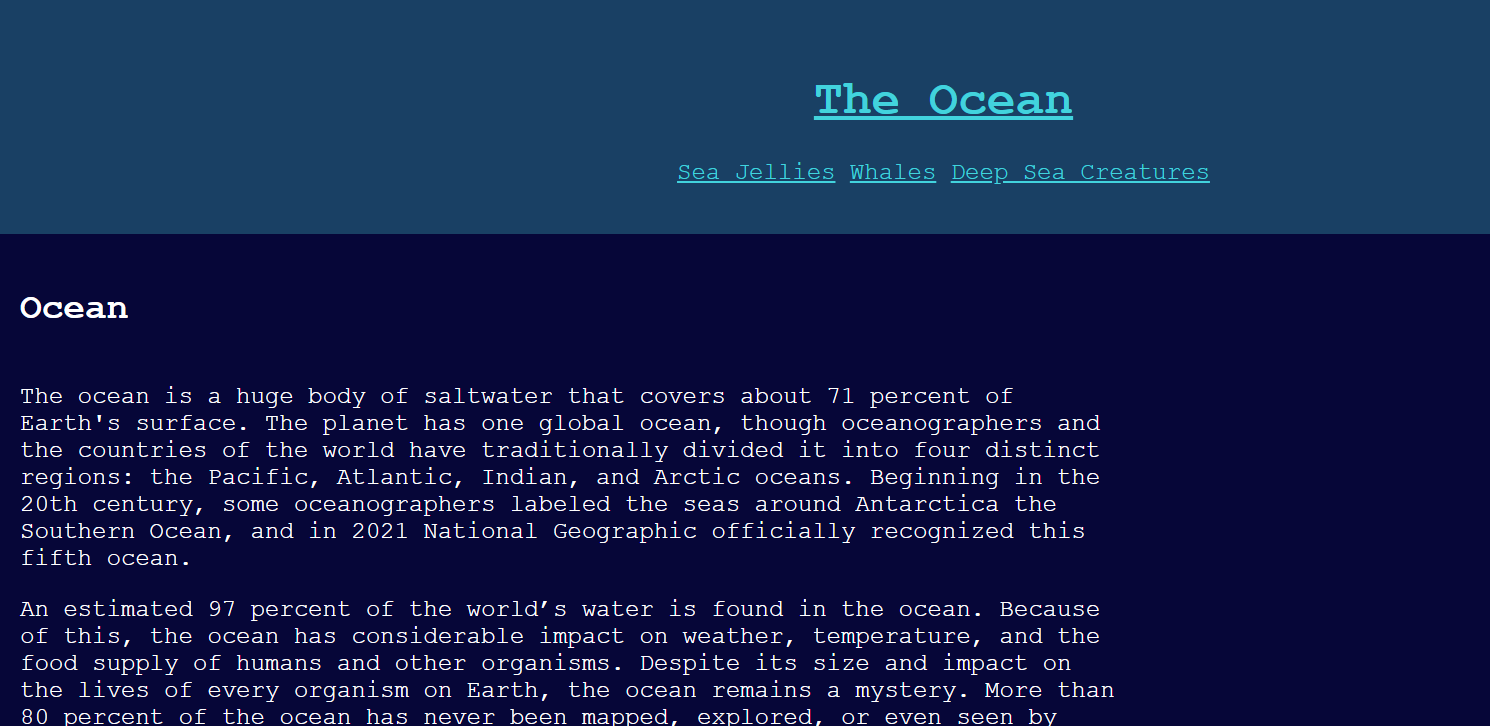 The Ocean
Sea Jellies Whales Deep Sea Creatures
Ocean
The ocean is a huge body of saltwater that covers about 71 percent of
Earth's surface. The planet has one global ocean, though oceanographers and
the countries of the world have traditionally divided it into four distinct
regions: the Pacific, Atlantic, Indian, and Arctic oceans. Beginning in the
20th century, some oceanographers labeled the seas around Antarctica the
Southern Ocean, and in 2021 National Geographic officially recognized this
fifth ocean.
An estimated 97 percent of the world’s water is found in the ocean. Because
of this, the ocean has considerable impact on weather, temperature, and the
food supply of humans and other organisms. Despite its size and impact on
the lives of every organism on Earth, the ocean remains a mystery. More than
80 percent of the ocean has never been mapped, explored, or even seen by